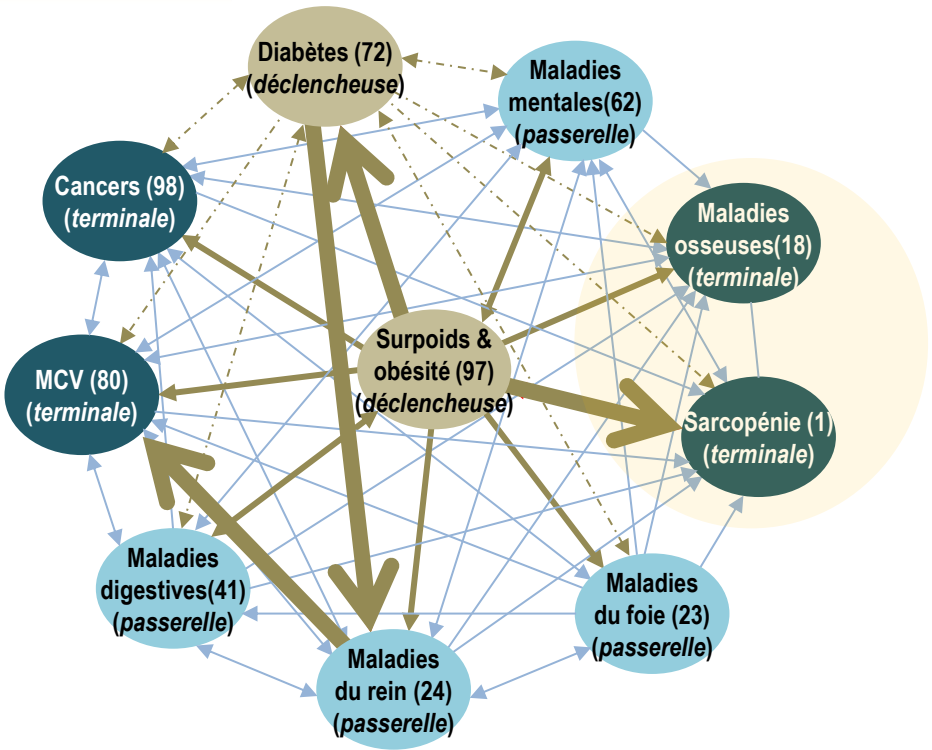 Diabètes (72)
(déclencheuse)
Maladies
mentales(62)
(passerelle)
Cancers (98)
(terminale)
Maladies
osseuses(18)
(terminale)
Surpoids &
obésité (97)
(déclencheuse)
MCV (80)
(terminale)
Sarcopénie (1)
(terminale)
Maladies
digestives(41)
(passerelle)
Maladies
du foie (23)
(passerelle)
Maladies
du rein (24)
(passerelle)